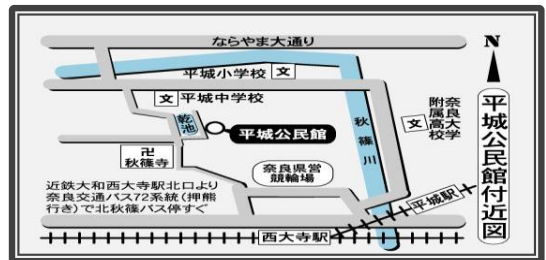 ならやま大通り
N
平城小学校 文
文 平城中学校
乾池
平城公民館
秋篠川
文
奈良大学
附属高校
平城公民館付近図
卍
秋篠寺
奈良県営
競輪場
平城駅
近鉄大和西大寺駅北口より
奈良交通バス72系統(押熊
行き)で北秋篠バス停すぐ
西大寺駅